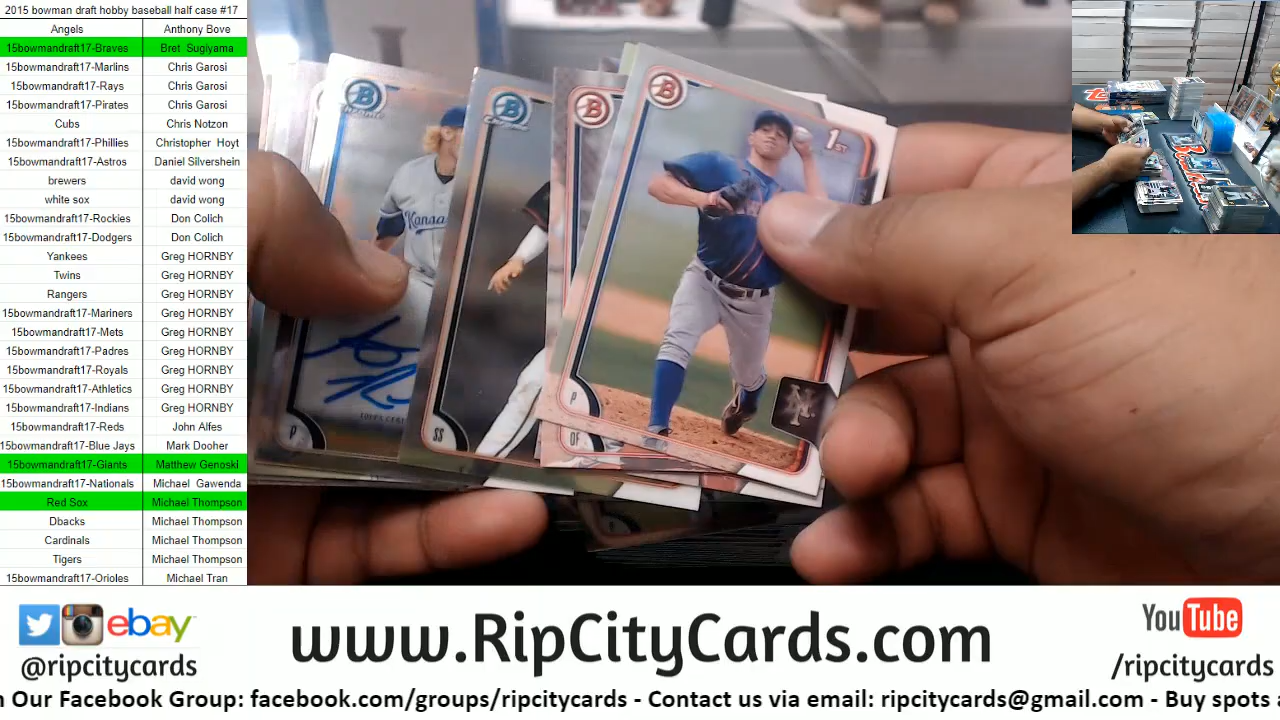 2015 bowman draft hobby baseball half case #17
Angels Anthony Bove
15bowmandraft17-Braves Bret Sugiyama
15bowmandraft17-Marlins Chris Garosi
15bowmandraft17-Rays Chris Garosi
15bowmandraft17-Pirates Chris Garosi
Cubs Chris Notzon
15bowmandraft17-Phillies Christopher Hoyt
15bowmandraft17-Astros Daniel Silvershein
brewers david wong
white sox david wong
15bowmandraft17-Rockies Don Colich
15bowmandraft17-Dodgers Don Colich
Yankees Greg HORNBY
Twins Greg HORNBY
Rangers Greg HORNBY
15bowmandraft17-Mariners Greg HORNBY
15bowmandraft17-Mets Greg HORNBY
15bowmandraft17-Padres Greg HORNBY
15bowmandraft17-Royals Greg HORNBY
15bowmandraft17-Athletics Greg HORNBY
15bowmandraft17-Indians Greg HORNBY
15bowmandraft17-Reds John Alfes
15bowmandraft17-Blue Jays Mark Dooher
15bowmandraft17-Giants Matthew Genoski
15bowmandraft17-Nationals Michael Gawenda
Red Sox Michael Thompson
Dbacks Michael Thompson
Cardinals Michael Thompson
Tigers Michael Thompson
15bowmandraft17-Orioles Michael Tran
B
B
B
B
1ST
Kansas
P
SS
OF
P
NY
ebay
@ripcitycards
www.RipCityCards.com
YouTube
/ripcitycards
n Our Facebook Group: facebook.com/groups/ripcitycards - Contact us via email: ripcitycards@gmail.com - Buy spots a